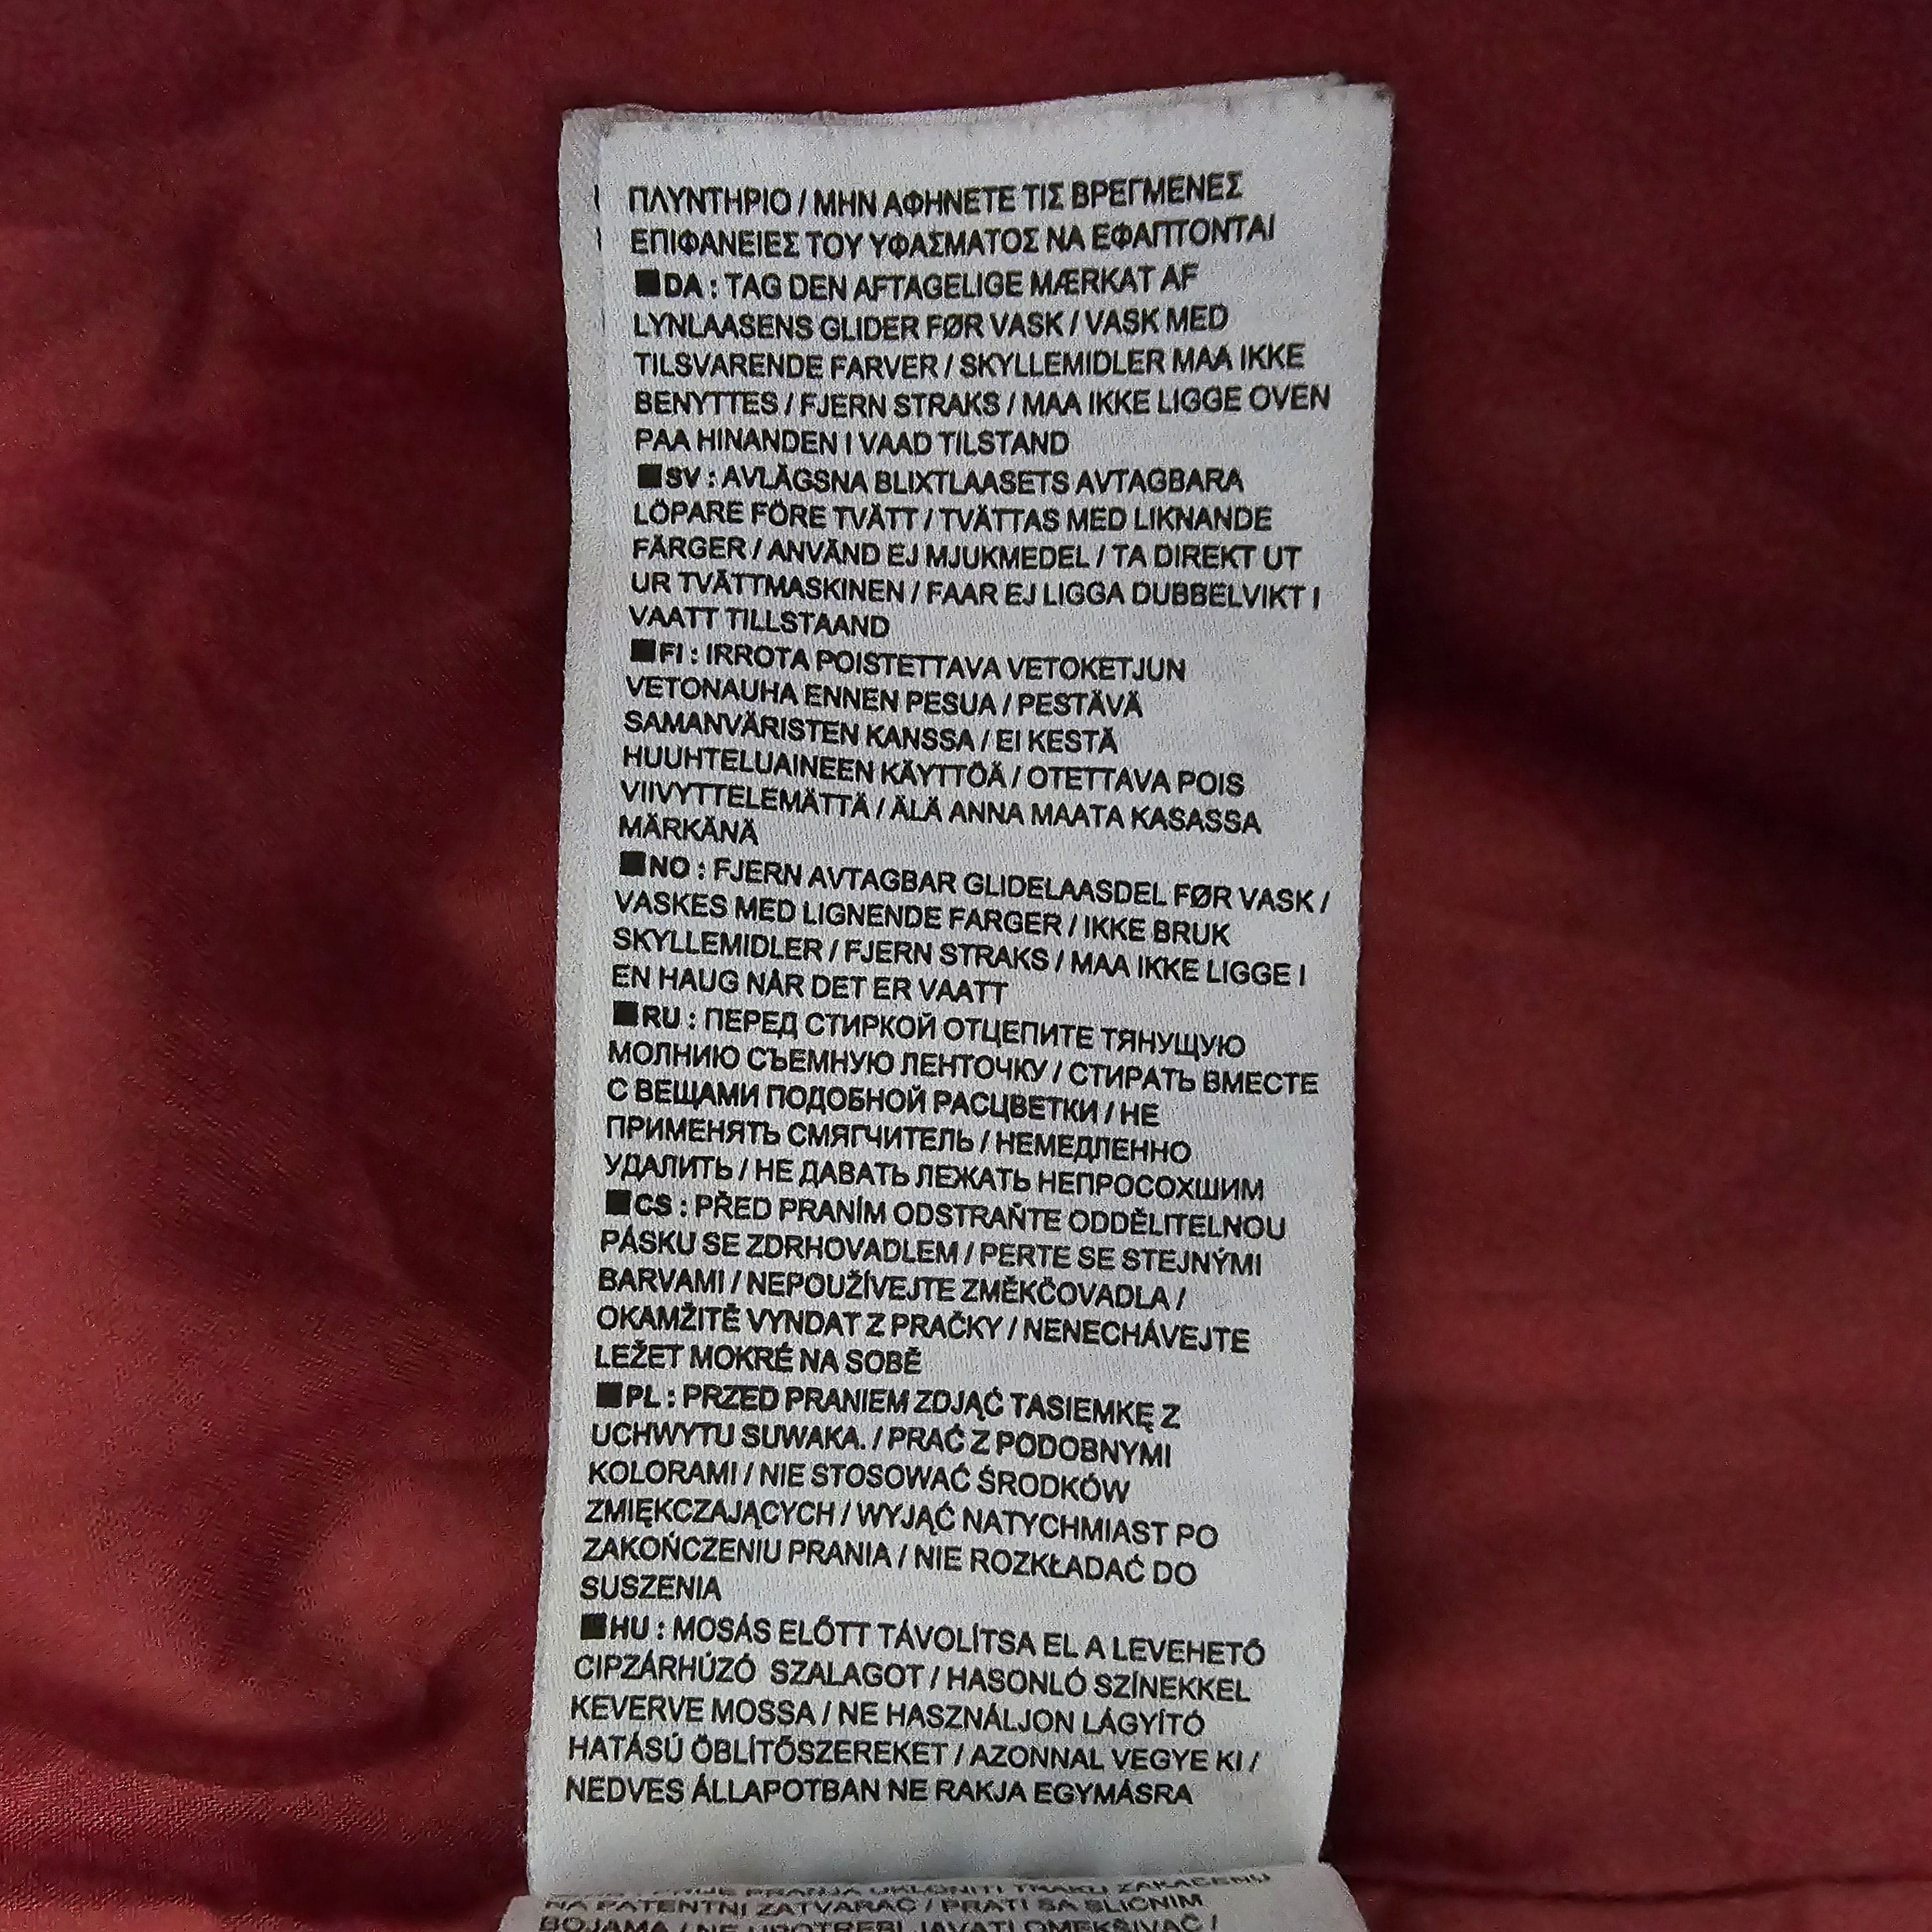 ΠΛΥΝΤΗΡΙΟ / ΜΗΝ ΑΦΗΝΕΤΕ ΤΙΣ ΒΡΕΓΜΕΝΕΣ
ΕΠΙΦΑΝΕΙΕΣ ΤΟΥ ΥΦΑΣΜΑΤΟΣ ΝΑ ΕΦΑΠΤΟΝΤΑΙ
■DA : TAG DEN AFTAGELIGE MÆRKAT AF
LYNLAASENS GLIDER FØR VASK / VASK MED
TILSVARENDE FARVER / SKYLLEMIDLER MAA IKKE
BENYTTES / FJERN STRAKS / MAA IKKE LIGGE OVEN
PAA HINANDEN I VAAD TILSTAND
■SV : AVLÄGSNA BLIXTLAASETS AVTAGBARA
LÖPARE FÖRE TVÄTT / TVÄTTAS MED LIKNANDE
FÄRGER / ANVÄND EJ MJUKMEDEL / TA DIREKT UT
UR TVÄTTMASKINEN / FAAR EJ LIGGA DUBBELVIKT I
VAATT TILLSTAAND
■FI : IRROTA POISTETTAVA VETOKETJUN
VETONAUHA ENNEN PESUA / PESTÄVÄ
SAMANVÄRISTEN KANSSA / EI KESTÄ
HUUHTELUAINEEN KÄYTTÖÄ / OTETTAVA POIS
VIIVYTTELEMÄTTÄ / ÄLÄ ANNA MAATA KASASSA
MÄRKÄNÄ
■NO : FJERN AVTAGBAR GLIDELAASDEL FØR VASK /
VASKES MED LIGNENDE FARGER / IKKE BRUK
SKYLLEMIDLER / FJERN STRAKS / MAA IKKE LIGGE I
EN HAUG NÅR DET ER VAATT
■RU : ПЕРЕД СТИРКОЙ ОТЦЕПИТЕ ТЯНУЩУЮ
МОЛНИЮ СЪЕМНУЮ ЛЕНТОЧКУ / СТИРАТЬ ВМЕСТЕ
С ВЕЩАМИ ПОДОБНОЙ РАСЦВЕТКИ / НЕ
ПРИМЕНЯТЬ СМЯГЧИТЕЛЬ / НЕМЕДЛЕННО
УДАЛИТЬ / НЕ ДАВАТЬ ЛЕЖАТЬ НЕПРОСОХШИМ
■CS : PŘED PRANÍM ODSTRAŇTE ODDĚLITELNOU
PÁSKU SE ZDRHOVADLEM / PERTE SE STEJNÝMI
BARVAMI / NEPOUŽÍVEJTE ZMĚKČOVADLA /
OKAMŽITĚ VYNDAT Z PRAČKY / NENECHÁVEJTE
LEŽET MOKRÉ NA SOBĚ
■PL : PRZED PRANIEM ZDJĄĆ TASIEMKĘ Z
UCHWYTU SUWAKA. / PRAĆ Z PODOBNYMI
KOLORAMI / NIE STOSOWAĆ ŚRODKÓW
ZMIĘKCZAJĄCYCH / WYJĄĆ NATYCHMIAST PO
ZAKOŃCZENIU PRANIA / NIE ROZKŁADAĆ DO
SUSZENIA
■HU : MOSÁS ELŐTT TÁVOLÍTSA EL A LEVEHETŐ
CIPZÁRHÚZÓ SZALAGOT / HASONLÓ SZÍNEKKEL
KEVERVE MOSSA / NE HASZNÁLJON LÁGYÍTÓ
HATÁSÚ ÖBLÍTŐSZEREKET / AZONNAL VEGYE KI /
NEDVES ÁLLAPOTBAN NE RAKJA EGYMÁSRA
PRANJA UKLONITI TRAKU
NA PATENTNI ZATVARAČ / PRATI SA SLIČNIM
BOJAMA / NE UPOTREBLJAVATI OMEKŠIVAČ /